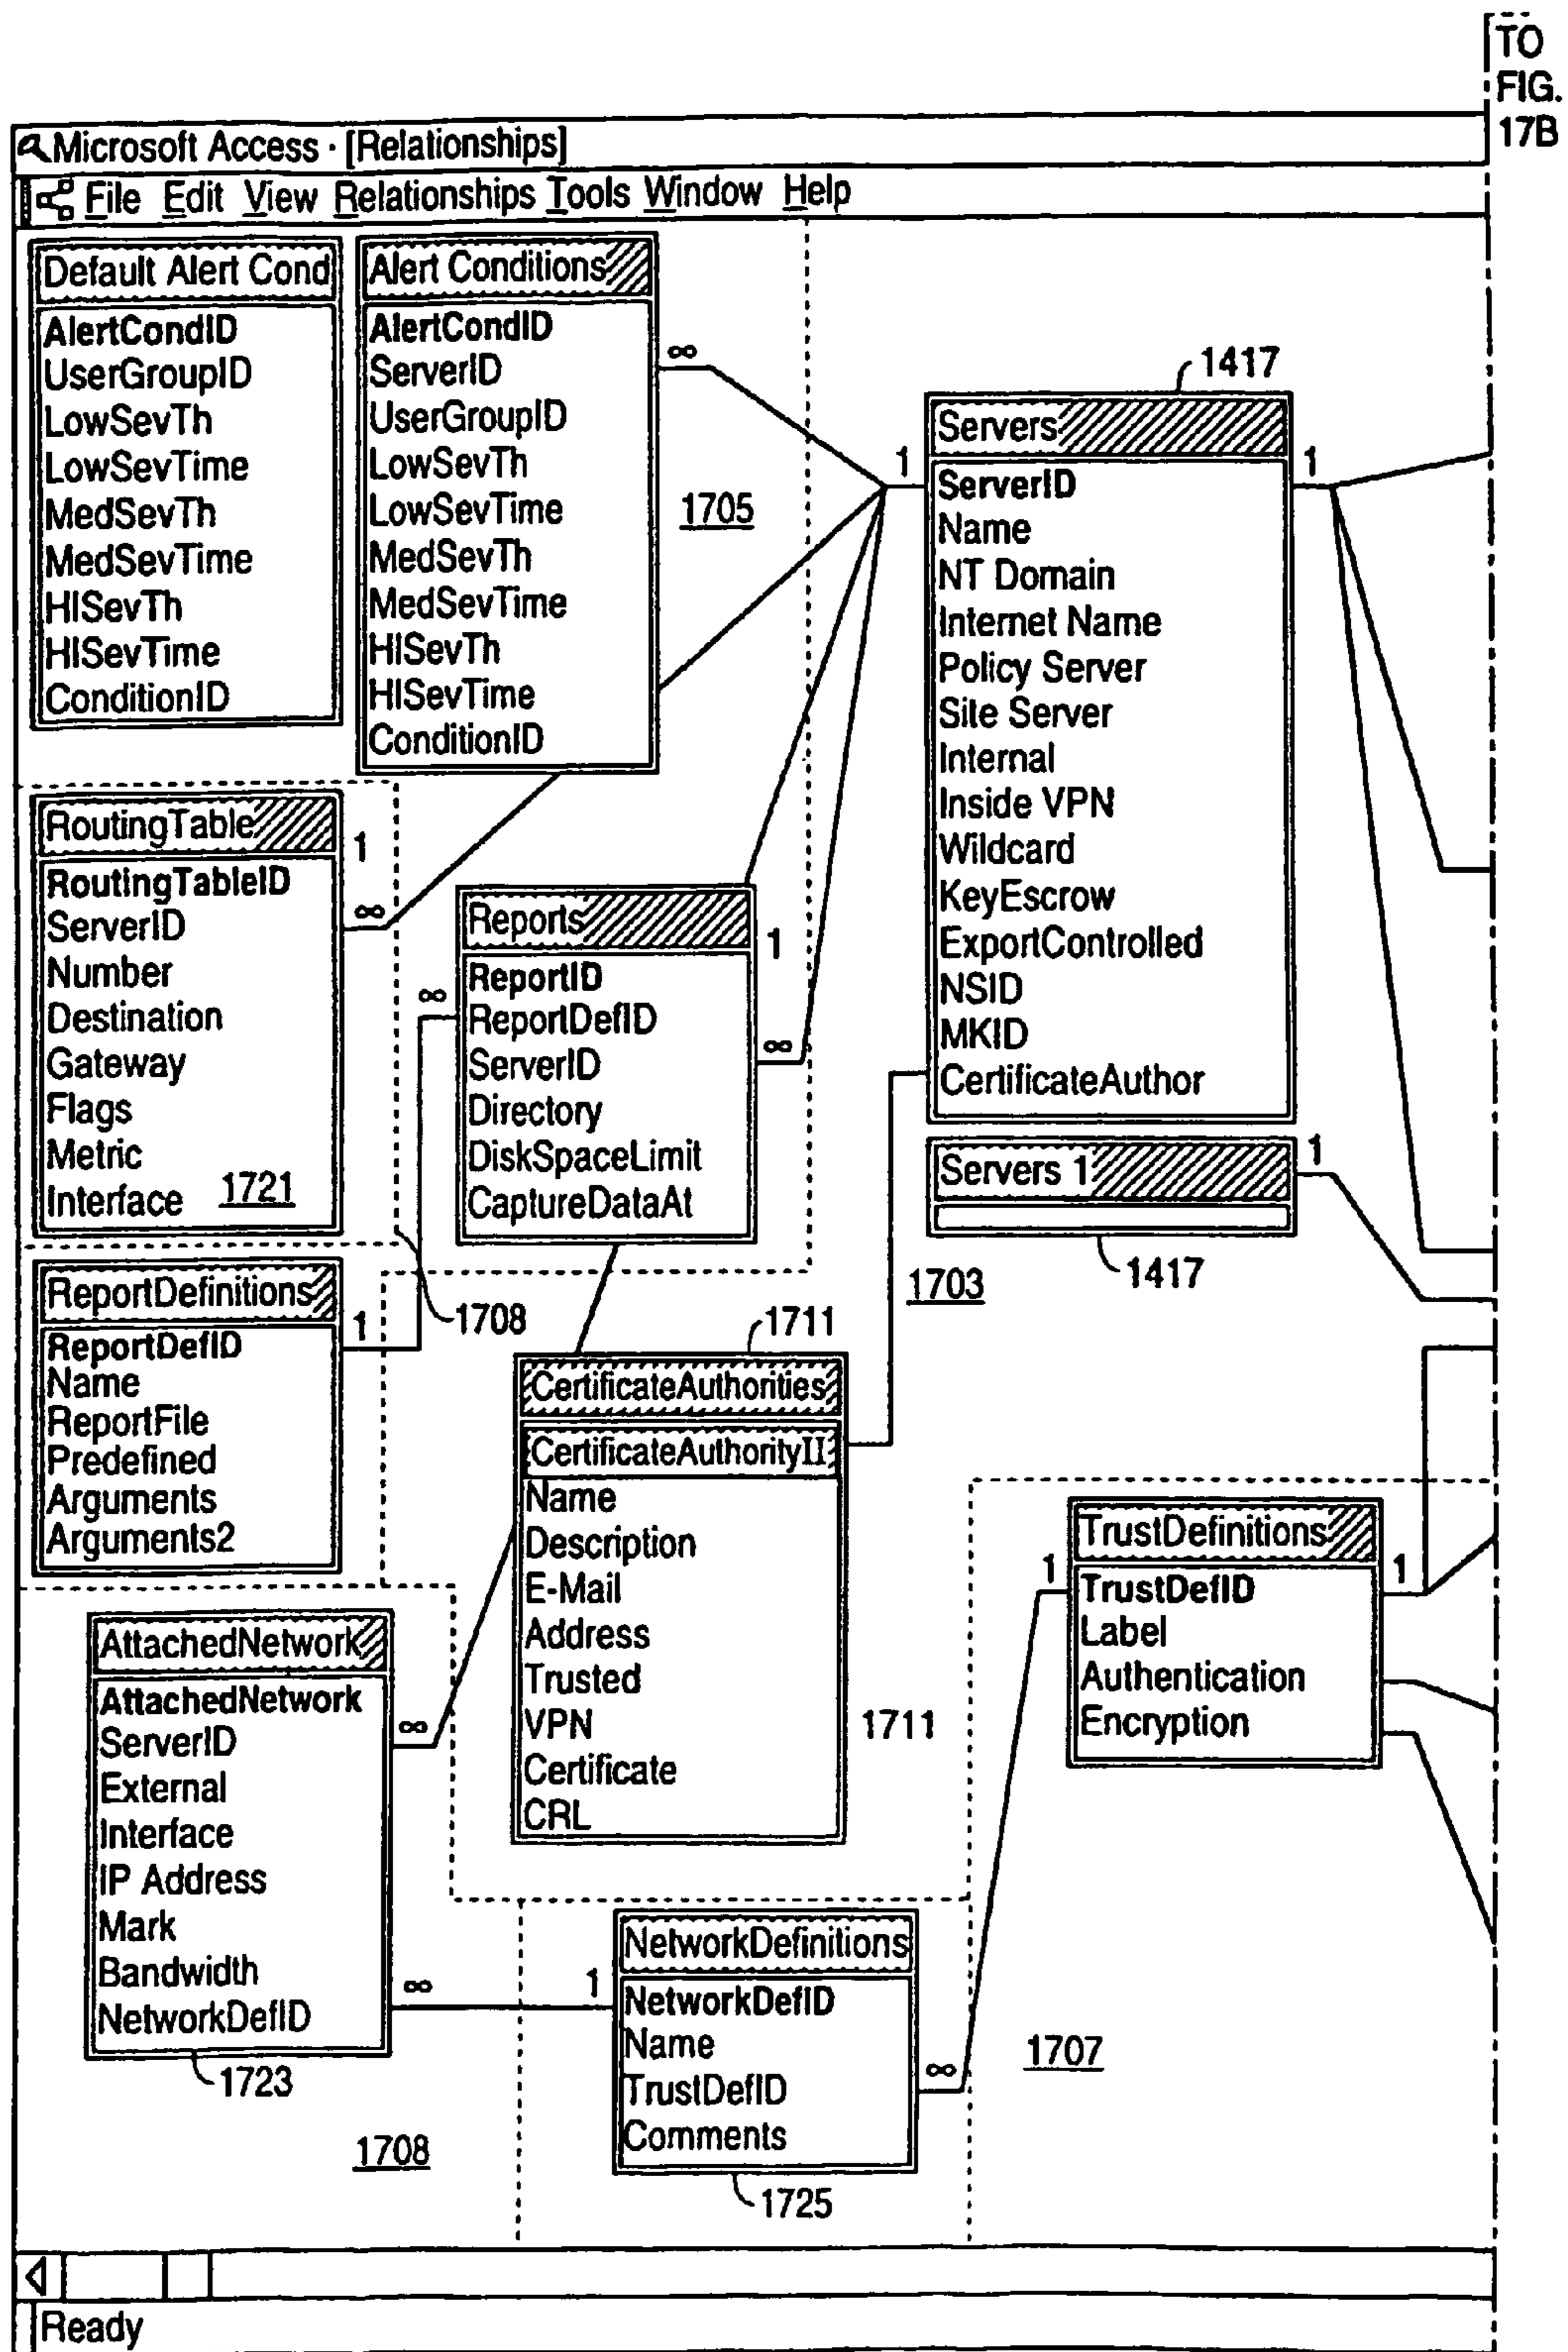 TO
FIG.
17B
Microsoft Access · [Relationships]
File Edit View Relationships Tools Window Help
Default Alert Cond
AlertCondID
UserGroupID
LowSevTh
LowSevTime
MedSevTh
MedSevTime
HISevTh
HISevTime
ConditionID
Alert Conditions
AlertCondID
ServerID
UserGroupID
LowSevTh
LowSevTime
MedSevTh
MedSevTime
HISevTh
HISevTime
ConditionID
∞
1705
1417
Servers
1
1
ServerID
Name
NT Domain
Internet Name
Policy Server
Site Server
Internal
Inside VPN
Wildcard
KeyEscrow
ExportControlled
NSID
MKID
CertificateAuthor
Servers 1
1
1417
1703
RoutingTable
1
RoutingTableID
∞
ServerID
Number
Destination
Gateway
Flags
Metric
Interface
1721
Reports
1
ReportID
∞
ReportDefID
∞
ServerID
Directory
DiskSpaceLimit
CaptureDataAt
1708
ReportDefinitions
1
ReportDefID
Name
ReportFile
Predefined
Arguments
Arguments2
1711
CertificateAuthorities
CertificateAuthorityII
Name
Description
E-Mail
Address
Trusted
VPN
Certificate
CRL
1711
TrustDefinitions
1
1
TrustDefID
Label
Authentication
Encryption
AttachedNetwork
AttachedNetwork
∞
ServerID
External
Interface
IP Address
Mark
Bandwidth
∞
NetworkDefID
1723
1708
NetworkDefinitions
1
NetworkDefID
Name
∞
TrustDefID
Comments
1725
1707
Ready